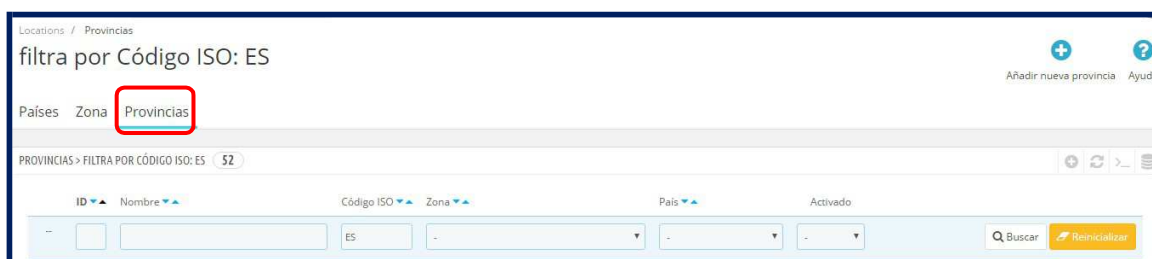 Locations / Provincias
filtra por Código ISO: ES
Añadir nueva provincia Ayud
Países Zona Provincias
PROVINCIAS > FILTRA POR CÓDIGO ISO: ES 52
ID Nombre Código ISO Zona País Activado
-- ES - - - Buscar Reinicializar